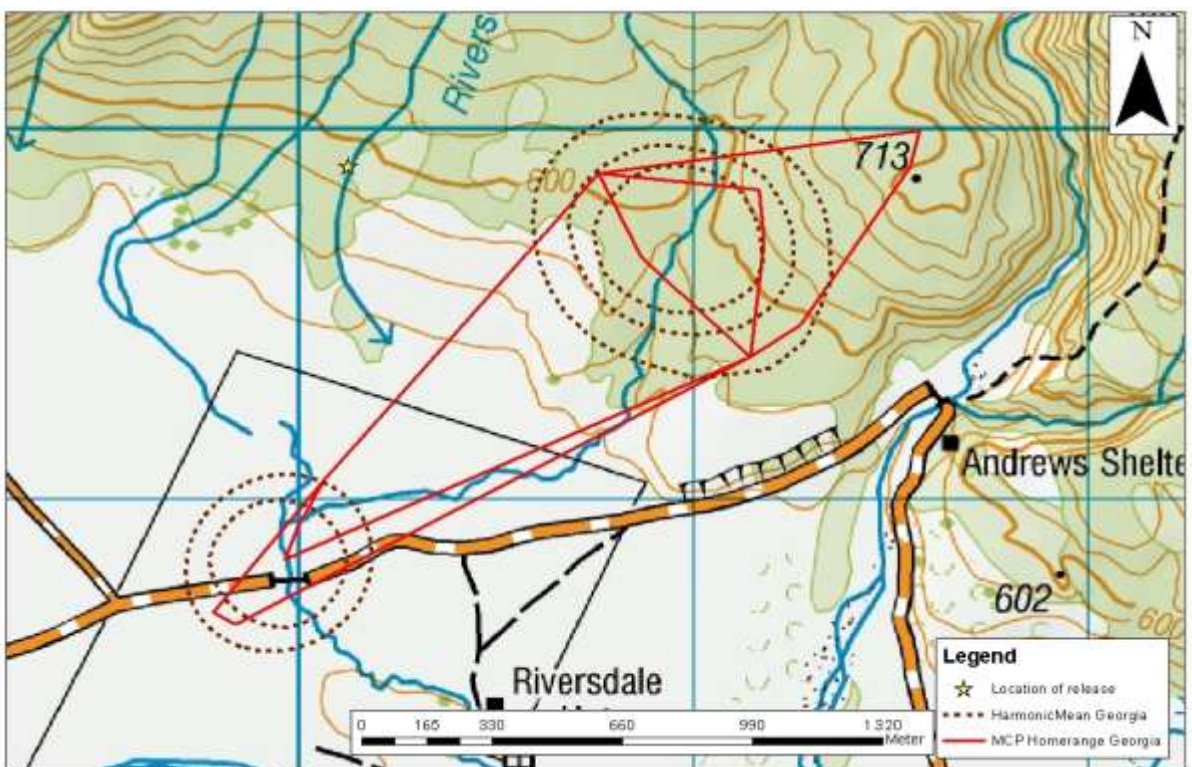 N
Rivers
713
600
Andrews Shelte
602
600
Riversdale
Legend
Location of release
HarmonicMean Georgia
MCP Homerange Georgia
0 165 330 660 990 1.320
Meter